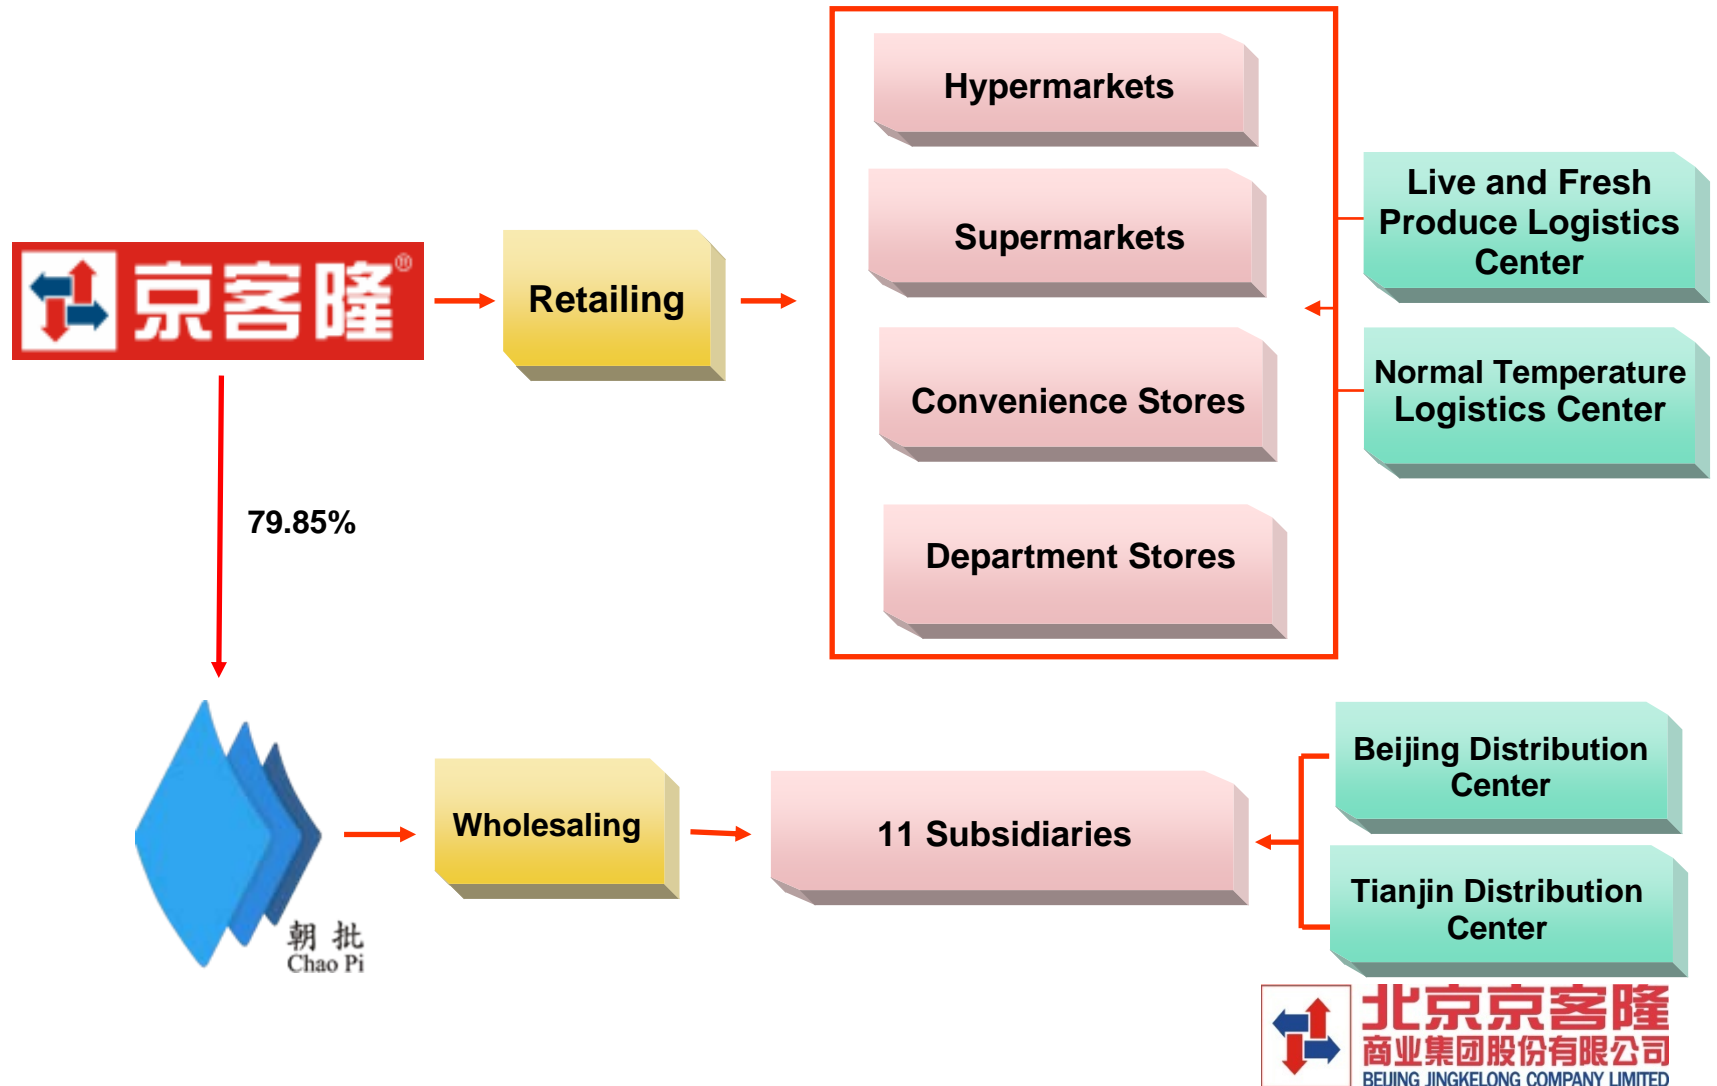 Hypermarkets
Supermarkets
Convenience Stores
Department Stores
Live and Fresh
Produce Logistics
Center
Normal Temperature
Logistics Center
京客隆®
Retailing
79.85%
朝批
Chao Pi
Wholesaling
11 Subsidiaries
Beijing Distribution
Center
Tianjin Distribution
Center
北京京客隆
商业集团股份有限公司
BEIJING JINGKELONG COMPANY LIMITED